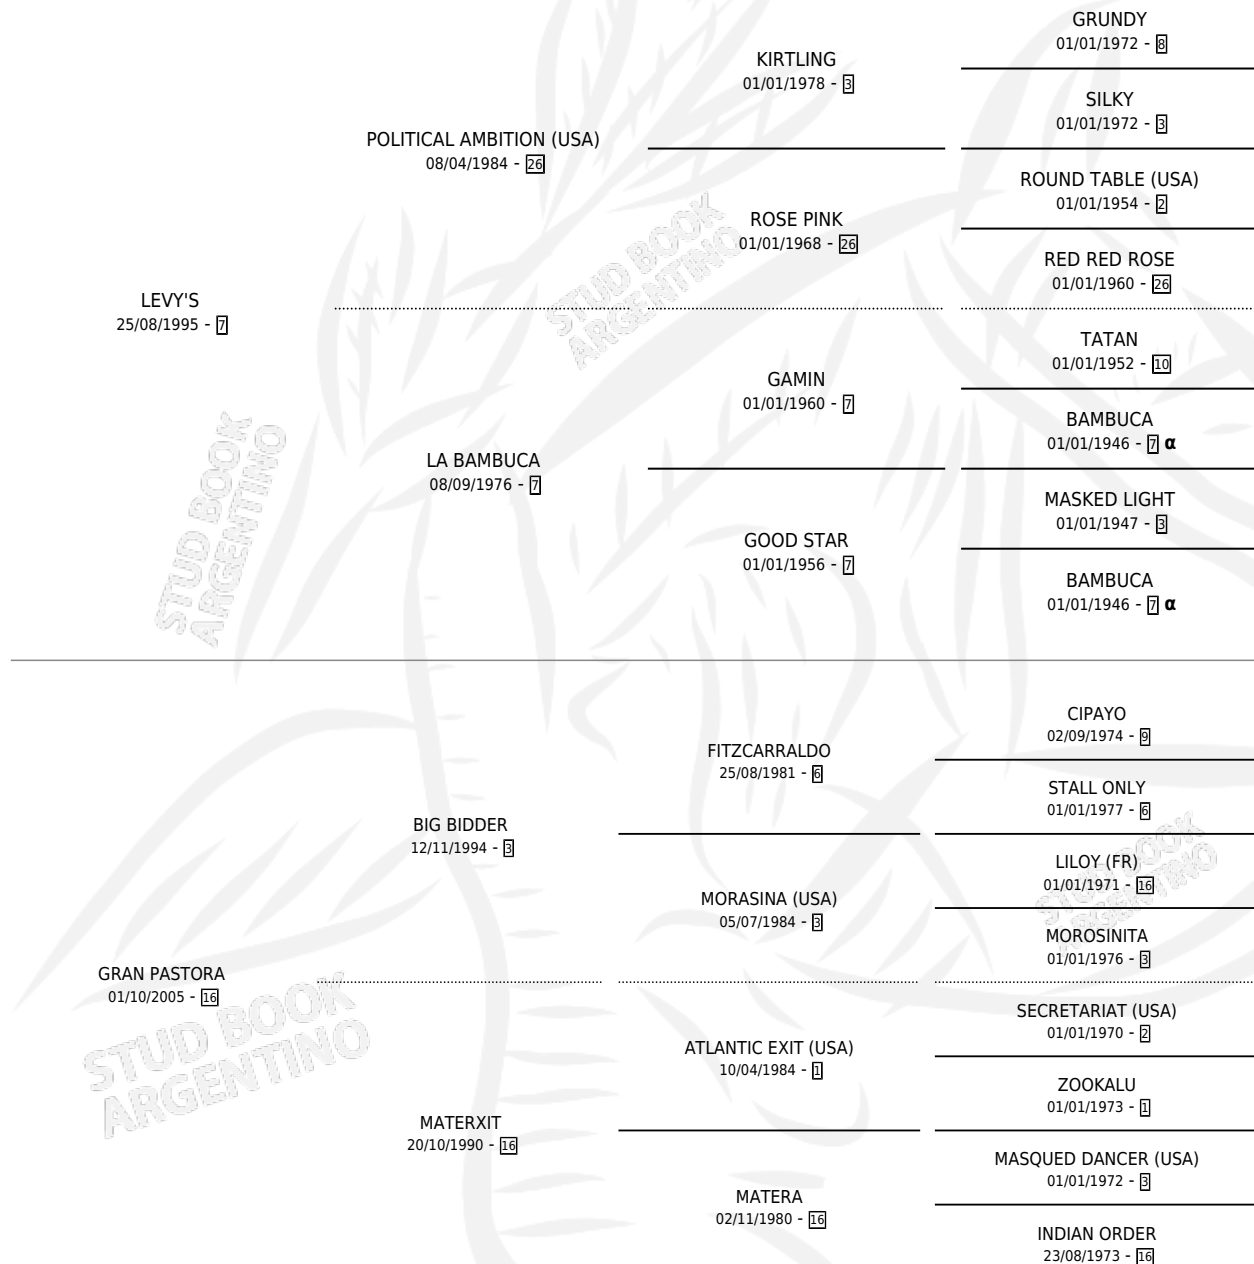 GRUNDY
01/01/1972 - 8
KIRTLING
01/01/1978 - 3
SILKY
01/01/1972 - 3
POLITICAL AMBITION (USA)
08/04/1984 - 26
ROUND TABLE (USA)
01/01/1954 - 2
ROSE PINK
01/01/1968 - 26
RED RED ROSE
01/01/1960 - 26
LEVY'S
25/08/1995 - 7
TATAN
01/01/1952 - 10
GAMIN
01/01/1960 - 7
BAMBUCA
01/01/1946 - 7 α
LA BAMBUCA
08/09/1976 - 7
MASKED LIGHT
01/01/1947 - 3
GOOD STAR
01/01/1956 - 7
BAMBUCA
01/01/1946 - 7 α
CIPAYO
02/09/1974 - 9
FITZCARRALDO
25/08/1981 - 6
STALL ONLY
01/01/1977 - 6
BIG BIDDER
12/11/1994 - 3
LILOY (FR)
01/01/1971 - 16
MORASINA (USA)
05/07/1984 - 3
MOROSINITA
01/01/1976 - 3
GRAN PASTORA
01/10/2005 - 16
SECRETARIAT (USA)
01/01/1970 - 2
ATLANTIC EXIT (USA)
10/04/1984 - 1
ZOOKALU
01/01/1973 - 1
MATERXIT
20/10/1990 - 16
MASQUED DANCER (USA)
01/01/1972 - 3
MATERA
02/11/1980 - 16
INDIAN ORDER
23/08/1973 - 16
STUD BOOK
ARGENTINO
STUD BOOK
ARGENTINO
STUD BOOK
ARGENTINO
STUD BOOK
ARGENTINO